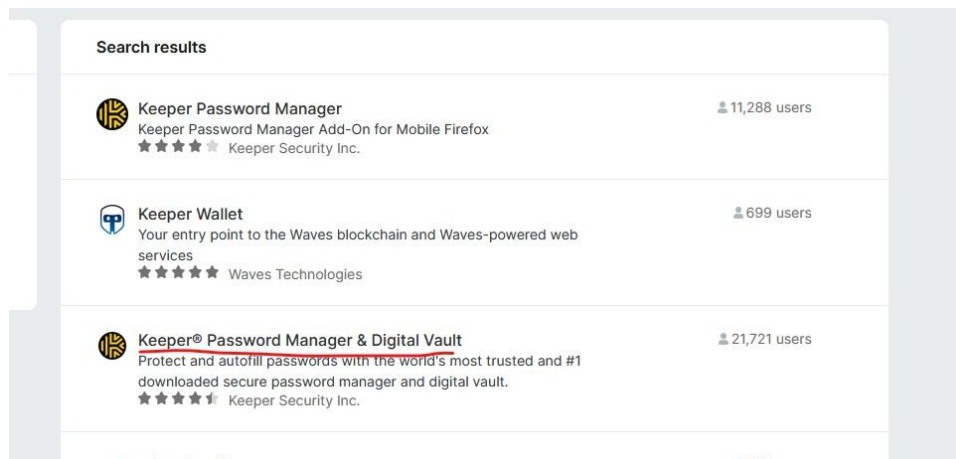 Search results
Keeper Password Manager
11,288 users
Keeper Password Manager Add-On for Mobile Firefox
Keeper Security Inc.
Keeper Wallet
699 users
Your entry point to the Waves blockchain and Waves-powered web
services
Waves Technologies
Keeper® Password Manager & Digital Vault
21,721 users
Protect and autofill passwords with the world's most trusted and #1
downloaded secure password manager and digital vault.
Keeper Security Inc.